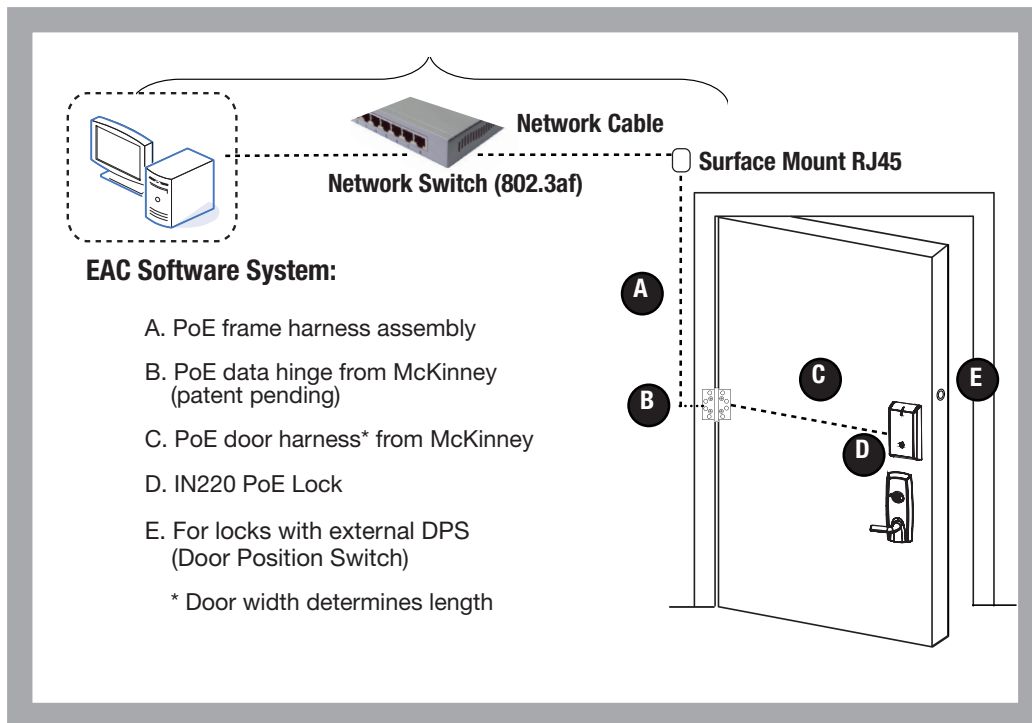 Network Cable
Surface Mount RJ45
Network Switch (802.3af)
EAC Software System:
A. PoE frame harness assembly
B. PoE data hinge from McKinney
(patent pending)
C. PoE door harness* from McKinney
D. IN220 PoE Lock
E. For locks with external DPS
(Door Position Switch)
* Door width determines length
A
B
C
D
E